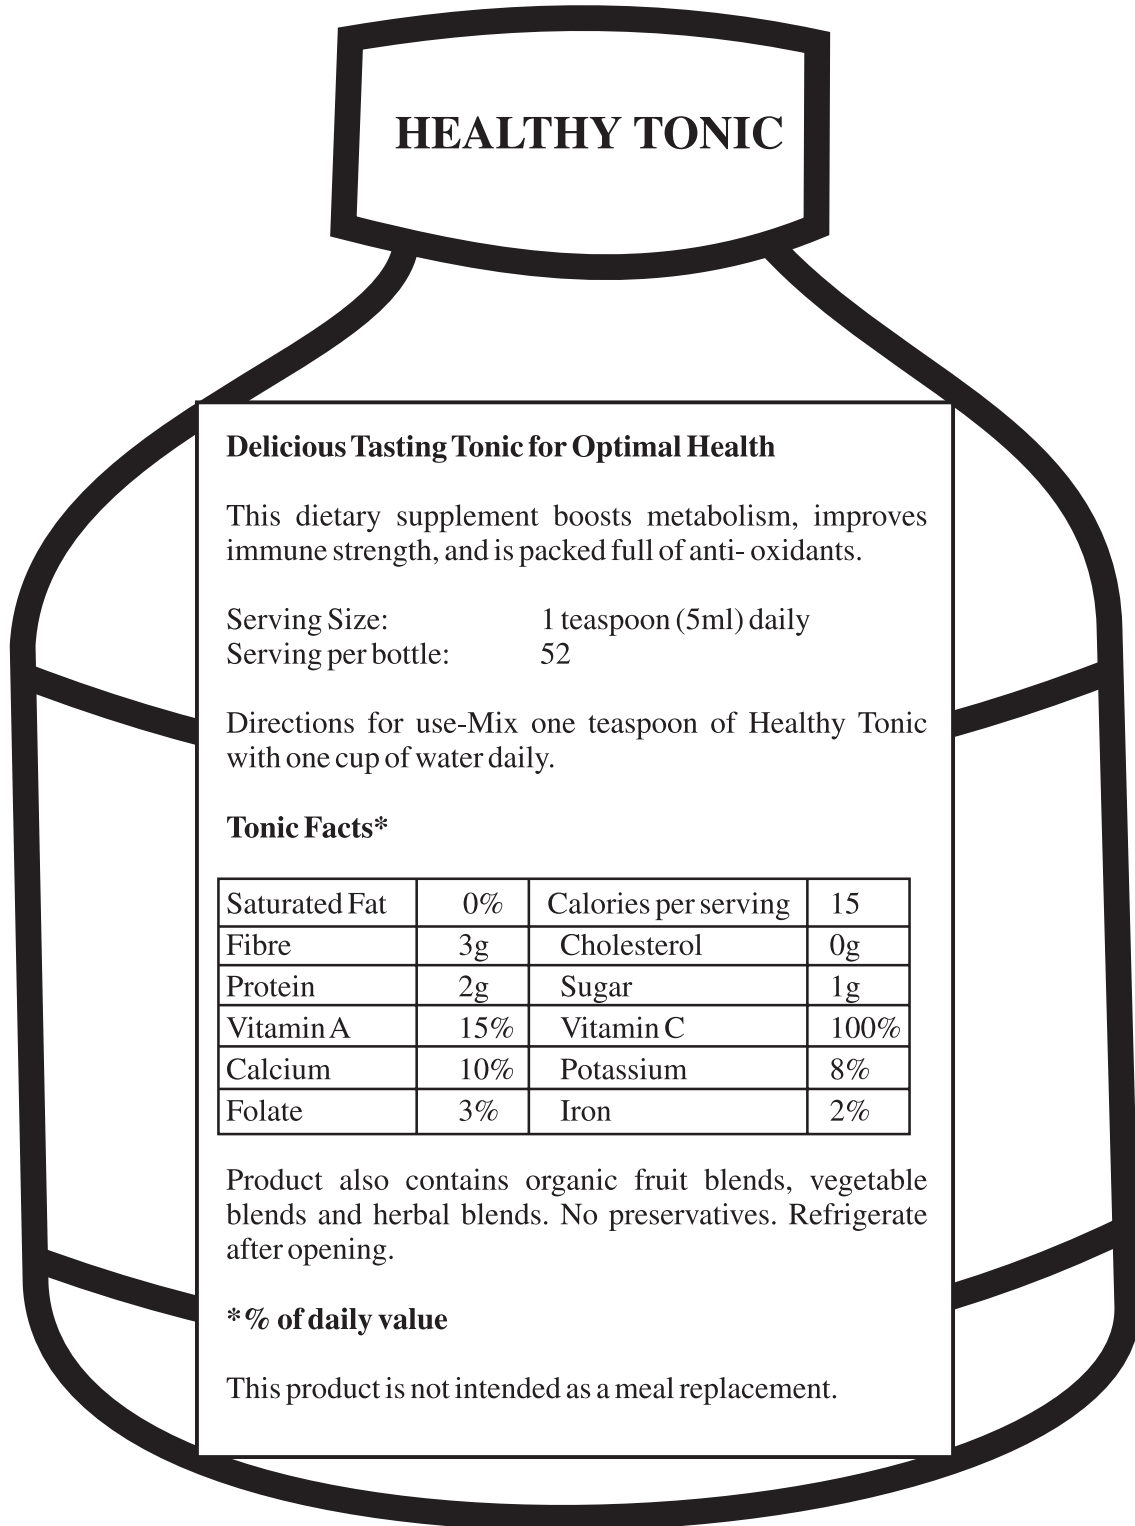 HEALTHY TONIC
Delicious Tasting Tonic for Optimal Health
This dietary supplement boosts metabolism, improves
immune strength, and is packed full of anti- oxidants.
Serving Size: 1 teaspoon (5ml) daily
Serving per bottle: 52
Directions for use-Mix one teaspoon of Healthy Tonic
with one cup of water daily.
Tonic Facts*
Saturated Fat 0% Calories per serving 15
Fibre 3g Cholesterol 0g
Protein 2g Sugar 1g
Vitamin A 15% Vitamin C 100%
Calcium 10% Potassium 8%
Folate 3% Iron 2%
Product also contains organic fruit blends, vegetable
blends and herbal blends. No preservatives. Refrigerate
after opening.
*% of daily value
This product is not intended as a meal replacement.